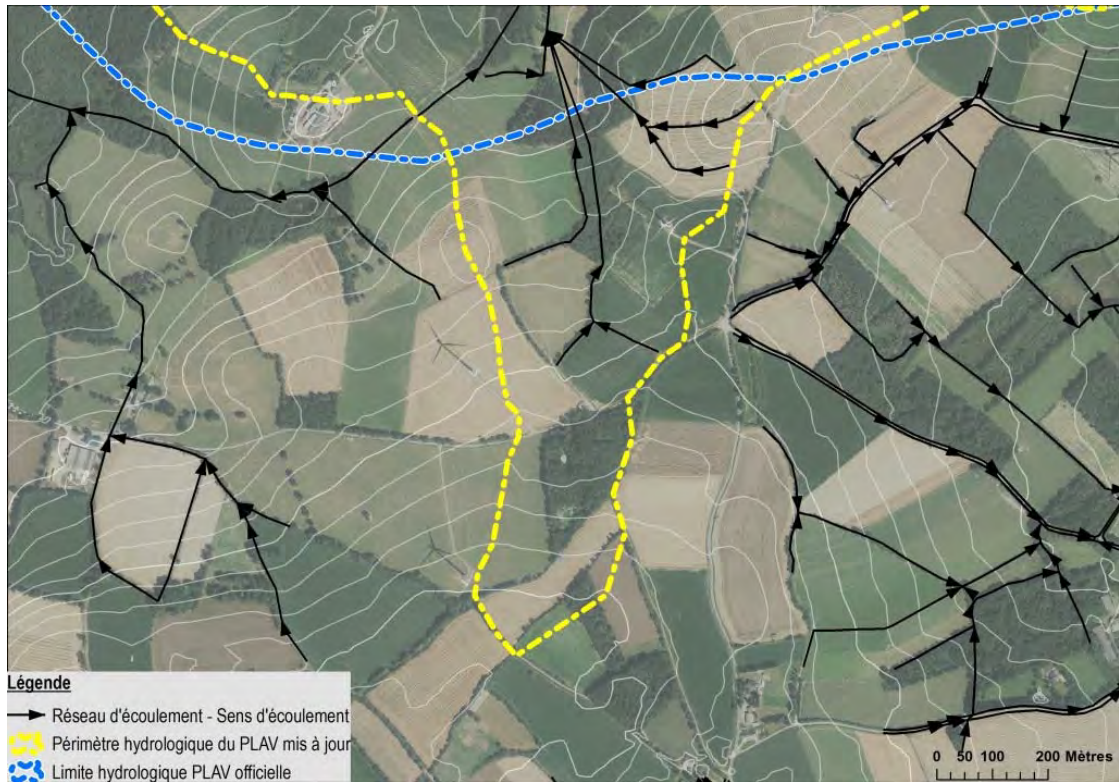 Légende
Réseau d'écoulement - Sens d'écoulement
Périmètre hydrologique du PLAV mis à jour
Limite hydrologique PLAV officielle
0 50 100 200 Mètres